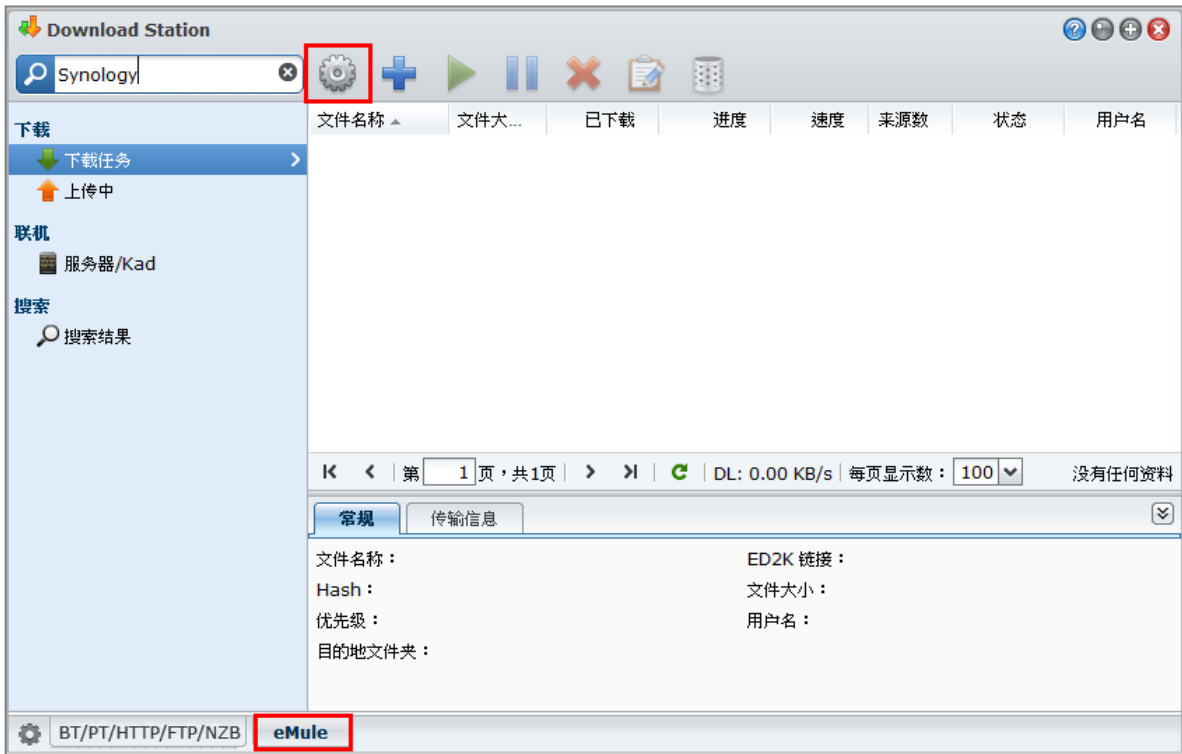 Download Station
Synology
下载
下载任务
上传中
联机
服务器/Kad
搜索
搜索结果
文件名称 文件大... 已下载 进度 速度 来源数 状态 用户名
第 1 页，共1页 DL: 0.00 KB/s 每页显示数： 100 没有任何资料
常规 传输信息
文件名称： ED2K 链接：
Hash： 文件大小：
优先级： 用户名：
目的地文件夹：
BT/PT/HTTP/FTP/NZB eMule